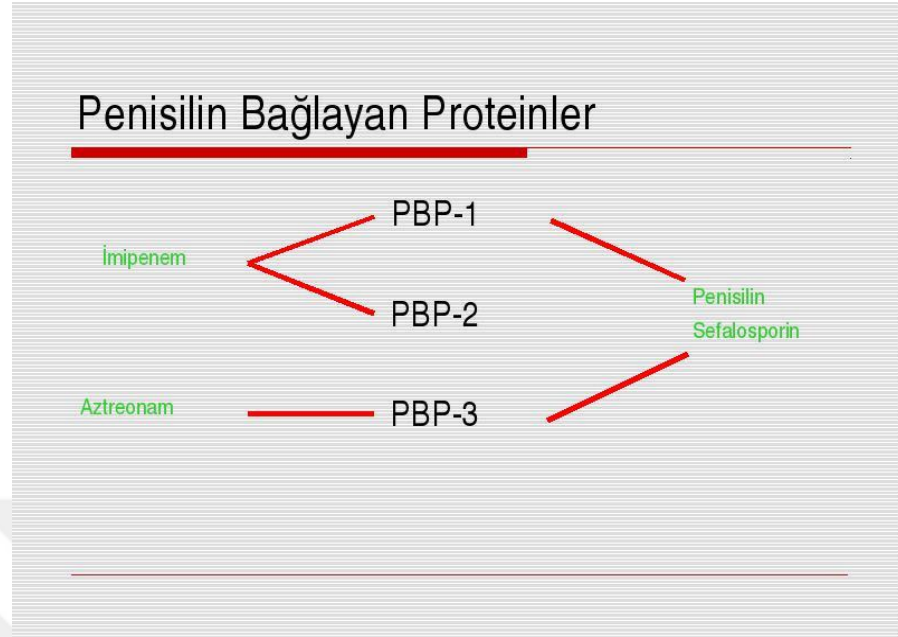 Penisilin Bağlayan Proteinler
PBP-1
İmipenem
Penisilin
PBP-2
Sefalosporin
Aztreonam
PBP-3